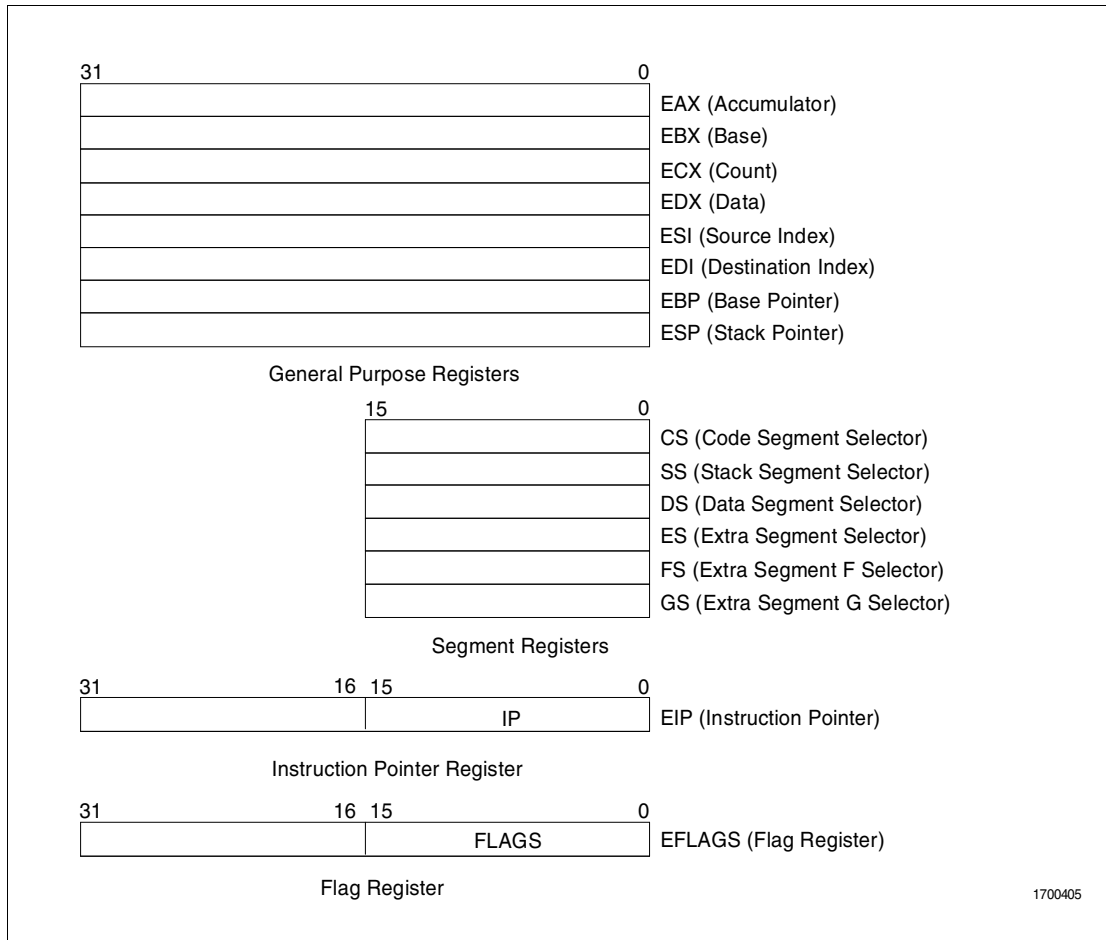 31 0
EAX (Accumulator)
EBX (Base)
ECX (Count)
EDX (Data)
ESI (Source Index)
EDI (Destination Index)
EBP (Base Pointer)
ESP (Stack Pointer)
General Purpose Registers
15 0
CS (Code Segment Selector)
SS (Stack Segment Selector)
DS (Data Segment Selector)
ES (Extra Segment Selector)
FS (Extra Segment F Selector)
GS (Extra Segment G Selector)
Segment Registers
31 16 15 0
IP EIP (Instruction Pointer)
Instruction Pointer Register
31 16 15 0
FLAGS EFLAGS (Flag Register)
Flag Register
1700405